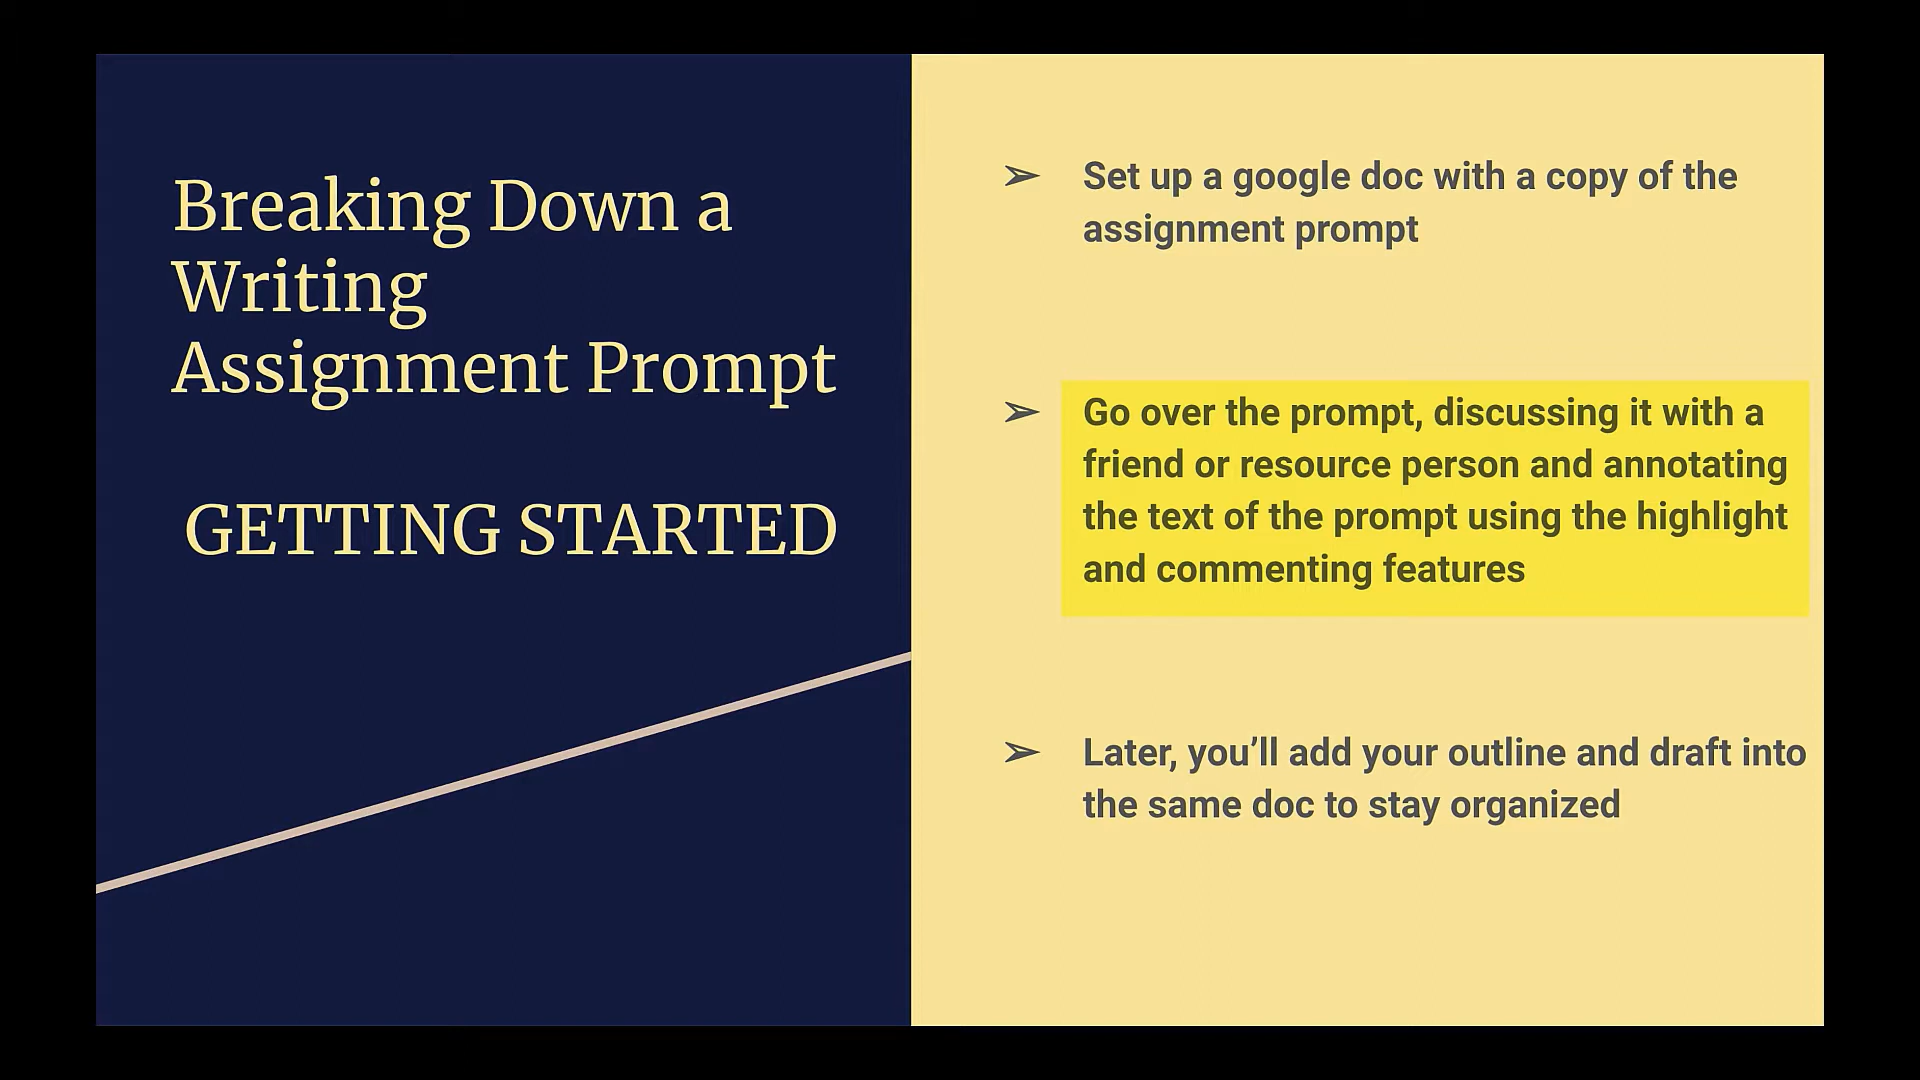 Breaking Down a
Writing
Assignment Prompt
GETTING STARTED
➢ Set up a google doc with a copy of the
assignment prompt
➢ Go over the prompt, discussing it with a
friend or resource person and annotating
the text of the prompt using the highlight
and commenting features
➢ Later, you’ll add your outline and draft into
the same doc to stay organized